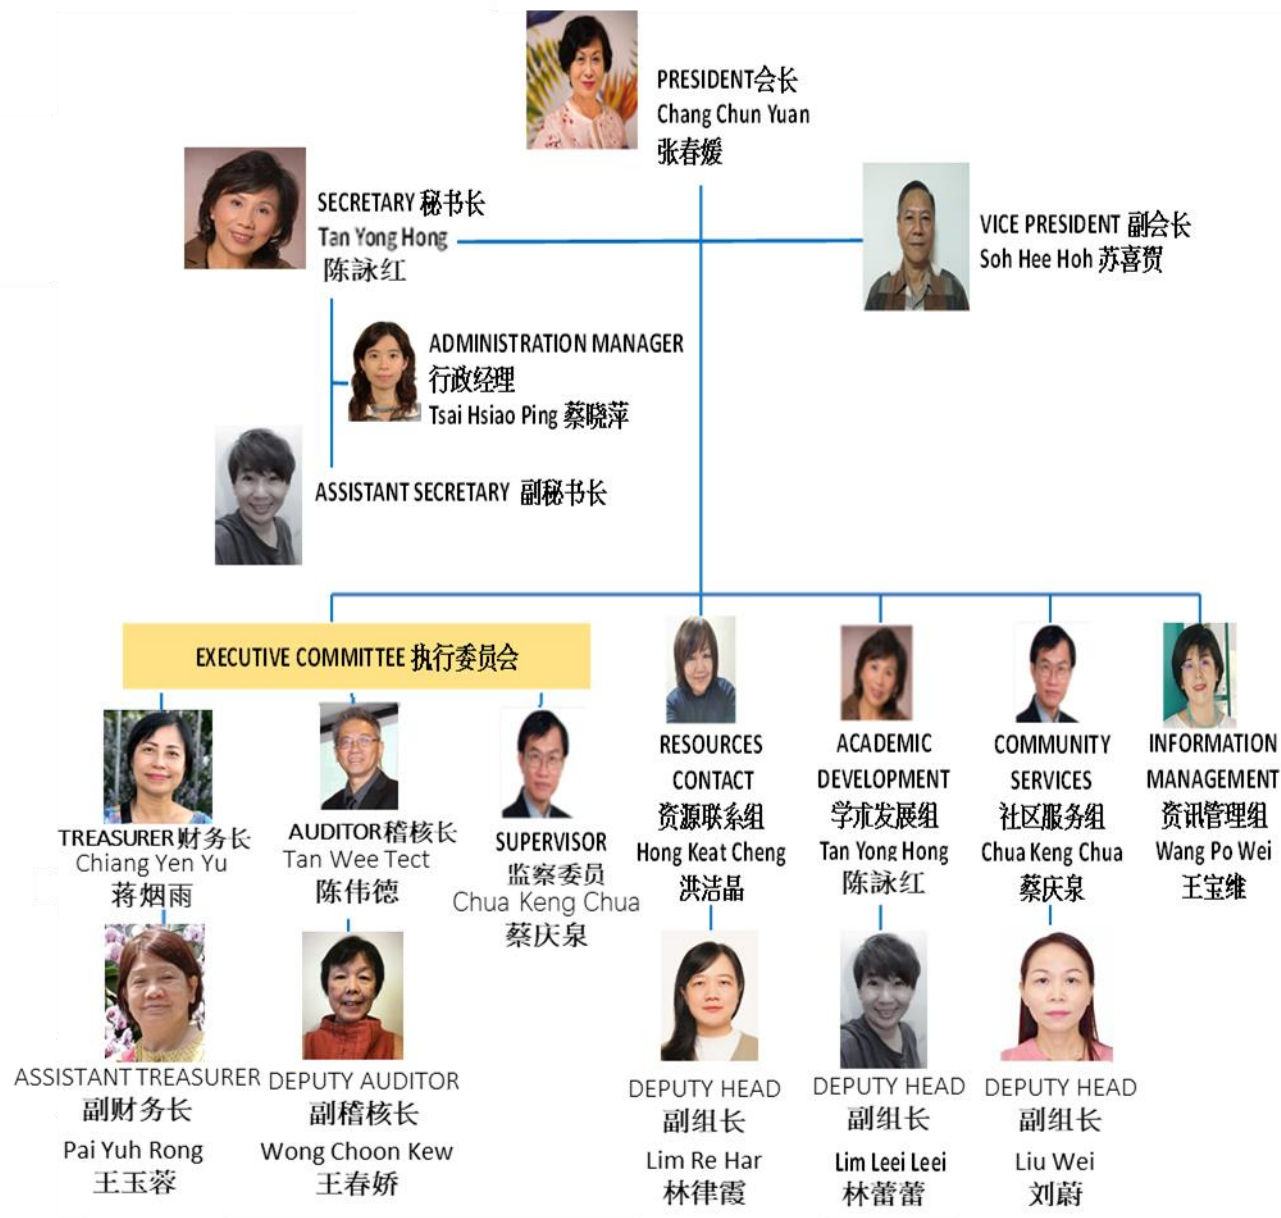 PRESIDENT会长
Chang Chun Yuan
张春媛
SECRETARY 秘书长
Tan Yong Hong
陈詠红
VICE PRESIDENT 副会长
Soh Hee Hoh 苏喜贺
ADMINISTRATION MANAGER
行政经理
Tsai Hsiao Ping 蔡晓萍
ASSISTANT SECRETARY 副秘书长
EXECUTIVE COMMITTEE 执行委员会
TREASURER 财务长
Chiang Yen Yu
蒋烟雨
AUDITOR稽核长
Tan Wee Tect
陈伟德
SUPERVISOR
监察委员
Chua Keng Chua
蔡庆泉
RESOURCES
CONTACT
资源联系组
Hong Keat Cheng
洪洁晶
ACADEMIC
DEVELOPMENT
学术发展组
Tan Yong Hong
陈詠红
COMMUNITY
SERVICES
社区服务组
Chua Keng Chua
蔡庆泉
INFORMATION
MANAGEMENT
资讯管理组
Wang Po Wei
王宝维
ASSISTANT TREASURER
副财务长
Pai Yuh Rong
王玉蓉
DEPUTY AUDITOR
副稽核长
Wong Choon Kew
王春娇
DEPUTY HEAD
副组长
Lim Re Har
林律霞
DEPUTY HEAD
副组长
Lim Leei Leei
林蕾蕾
DEPUTY HEAD
副组长
Liu Wei
刘蔚